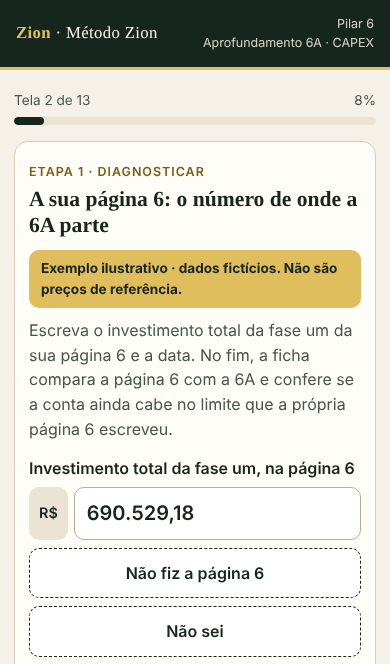 Zion · Método Zion
Pilar 6
Aprofundamento 6A · CAPEX
Tela 2 de 13
8%
ETAPA 1 · DIAGNOSTICAR
A sua página 6: o número de onde a
6A parte
Exemplo ilustrativo · dados fictícios. Não são
preços de referência.
Escreva o investimento total da fase um da
sua página 6 e a data. No fim, a ficha
compara a página 6 com a 6A e confere se
a conta ainda cabe no limite que a própria
página 6 escreveu.
Investimento total da fase um, na página 6
R$
690.529,18
Não fiz a página 6
Não sei